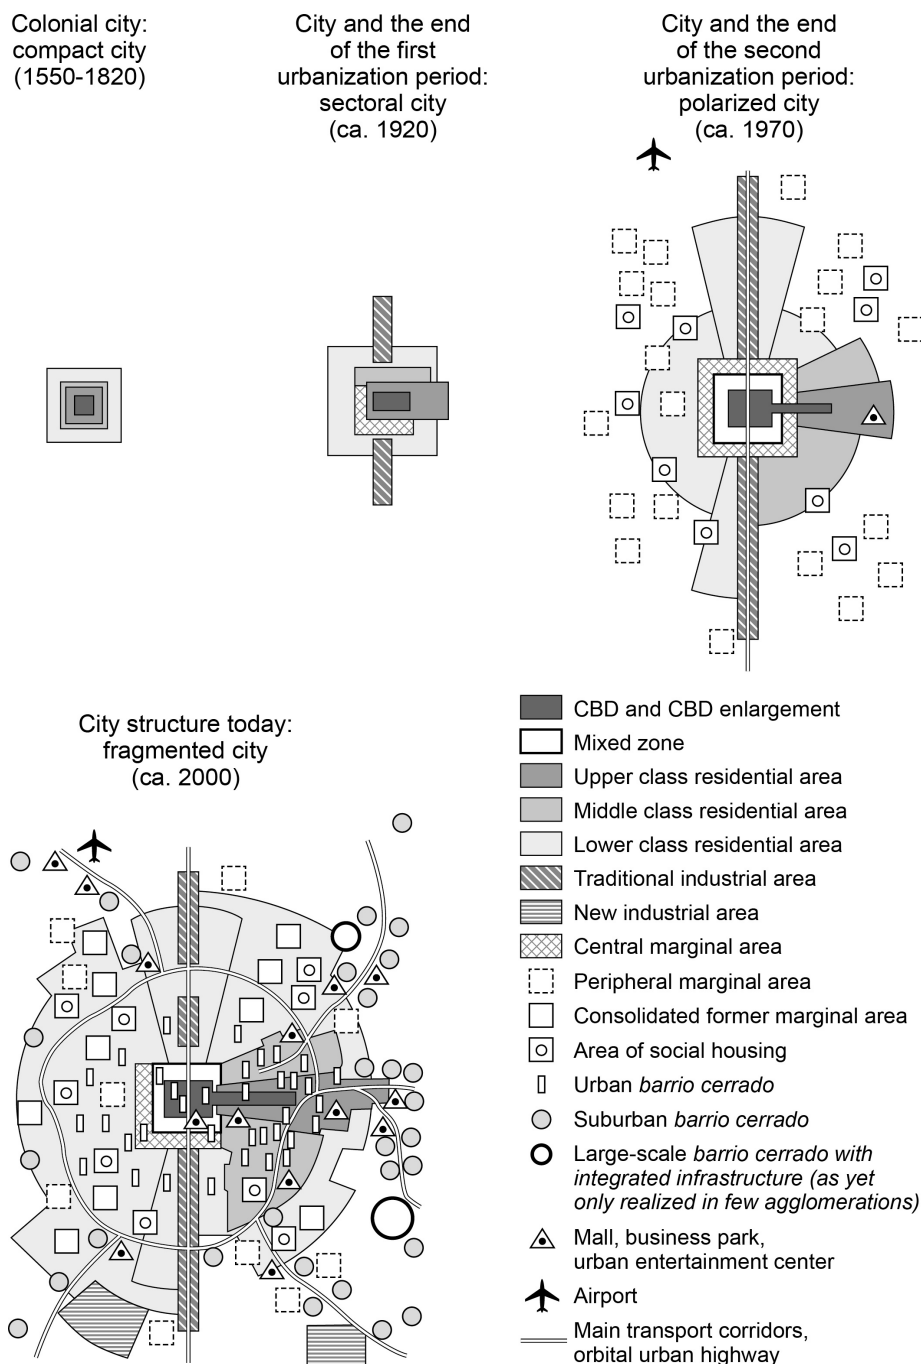 Colonial city:
compact city
(1550-1820)
City and the end
of the first
urbanization period:
sectoral city
(ca. 1920)
City and the end
of the second
urbanization period:
polarized city
(ca. 1970)
City structure today:
fragmented city
(ca. 2000)
CBD and CBD enlargement
Mixed zone
Upper class residential area
Middle class residential area
Lower class residential area
Traditional industrial area
New industrial area
Central marginal area
Peripheral marginal area
Consolidated former marginal area
Area of social housing
Urban barrio cerrado
Suburban barrio cerrado
Large-scale barrio cerrado with
integrated infrastructure (as yet
only realized in few agglomerations)
Mall, business park,
urban entertainment center
Airport
Main transport corridors,
orbital urban highway